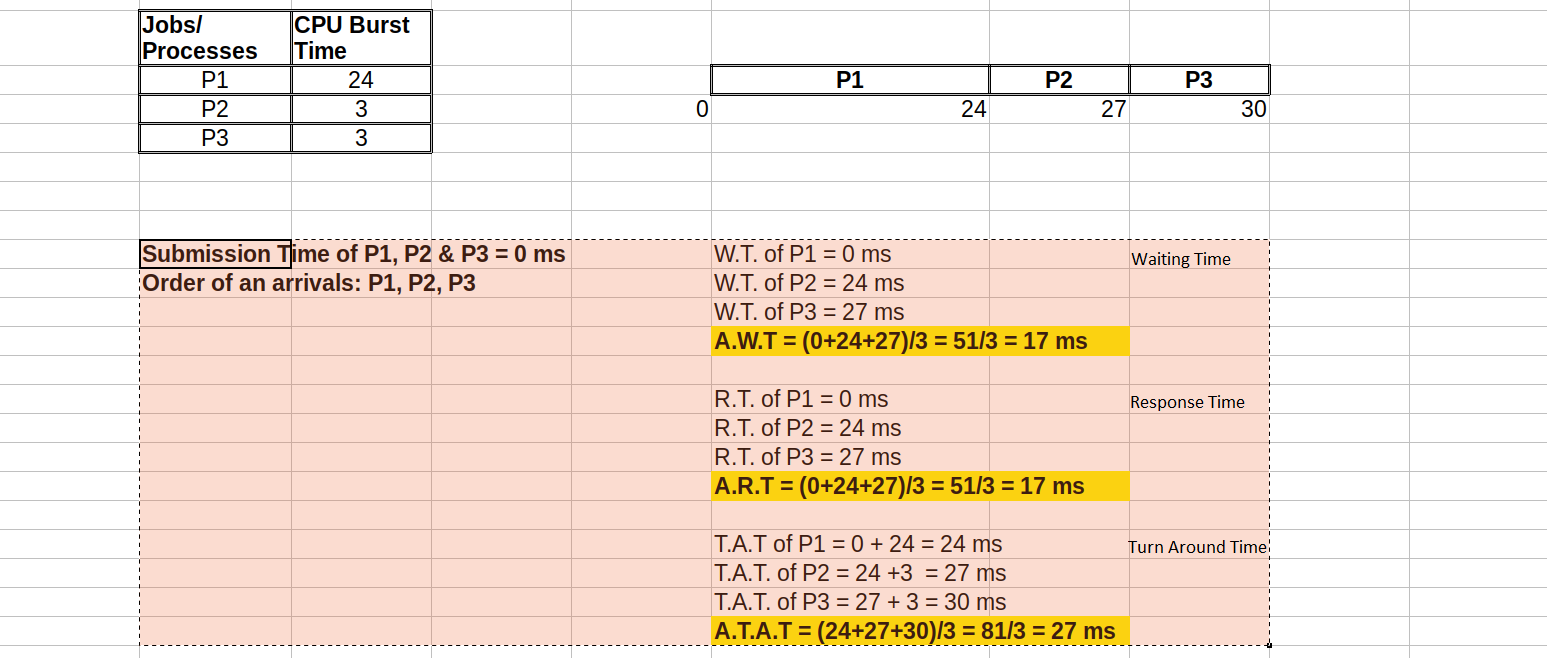 Jobs/ Processes CPU Burst Time
P1 24
P2 3
P3 3
P1 P2 P3
0 24 27 30
Submission Time of P1, P2 & P3 = 0 ms
Order of an arrivals: P1, P2, P3
W.T. of P1 = 0 ms Waiting Time
W.T. of P2 = 24 ms
W.T. of P3 = 27 ms
A.W.T = (0+24+27)/3 = 51/3 = 17 ms
R.T. of P1 = 0 ms Response Time
R.T. of P2 = 24 ms
R.T. of P3 = 27 ms
A.R.T = (0+24+27)/3 = 51/3 = 17 ms
T.A.T of P1 = 0 + 24 = 24 ms Turn Around Time
T.A.T. of P2 = 24 +3  = 27 ms
T.A.T. of P3 = 27 + 3 = 30 ms
A.T.A.T = (24+27+30)/3 = 81/3 = 27 ms